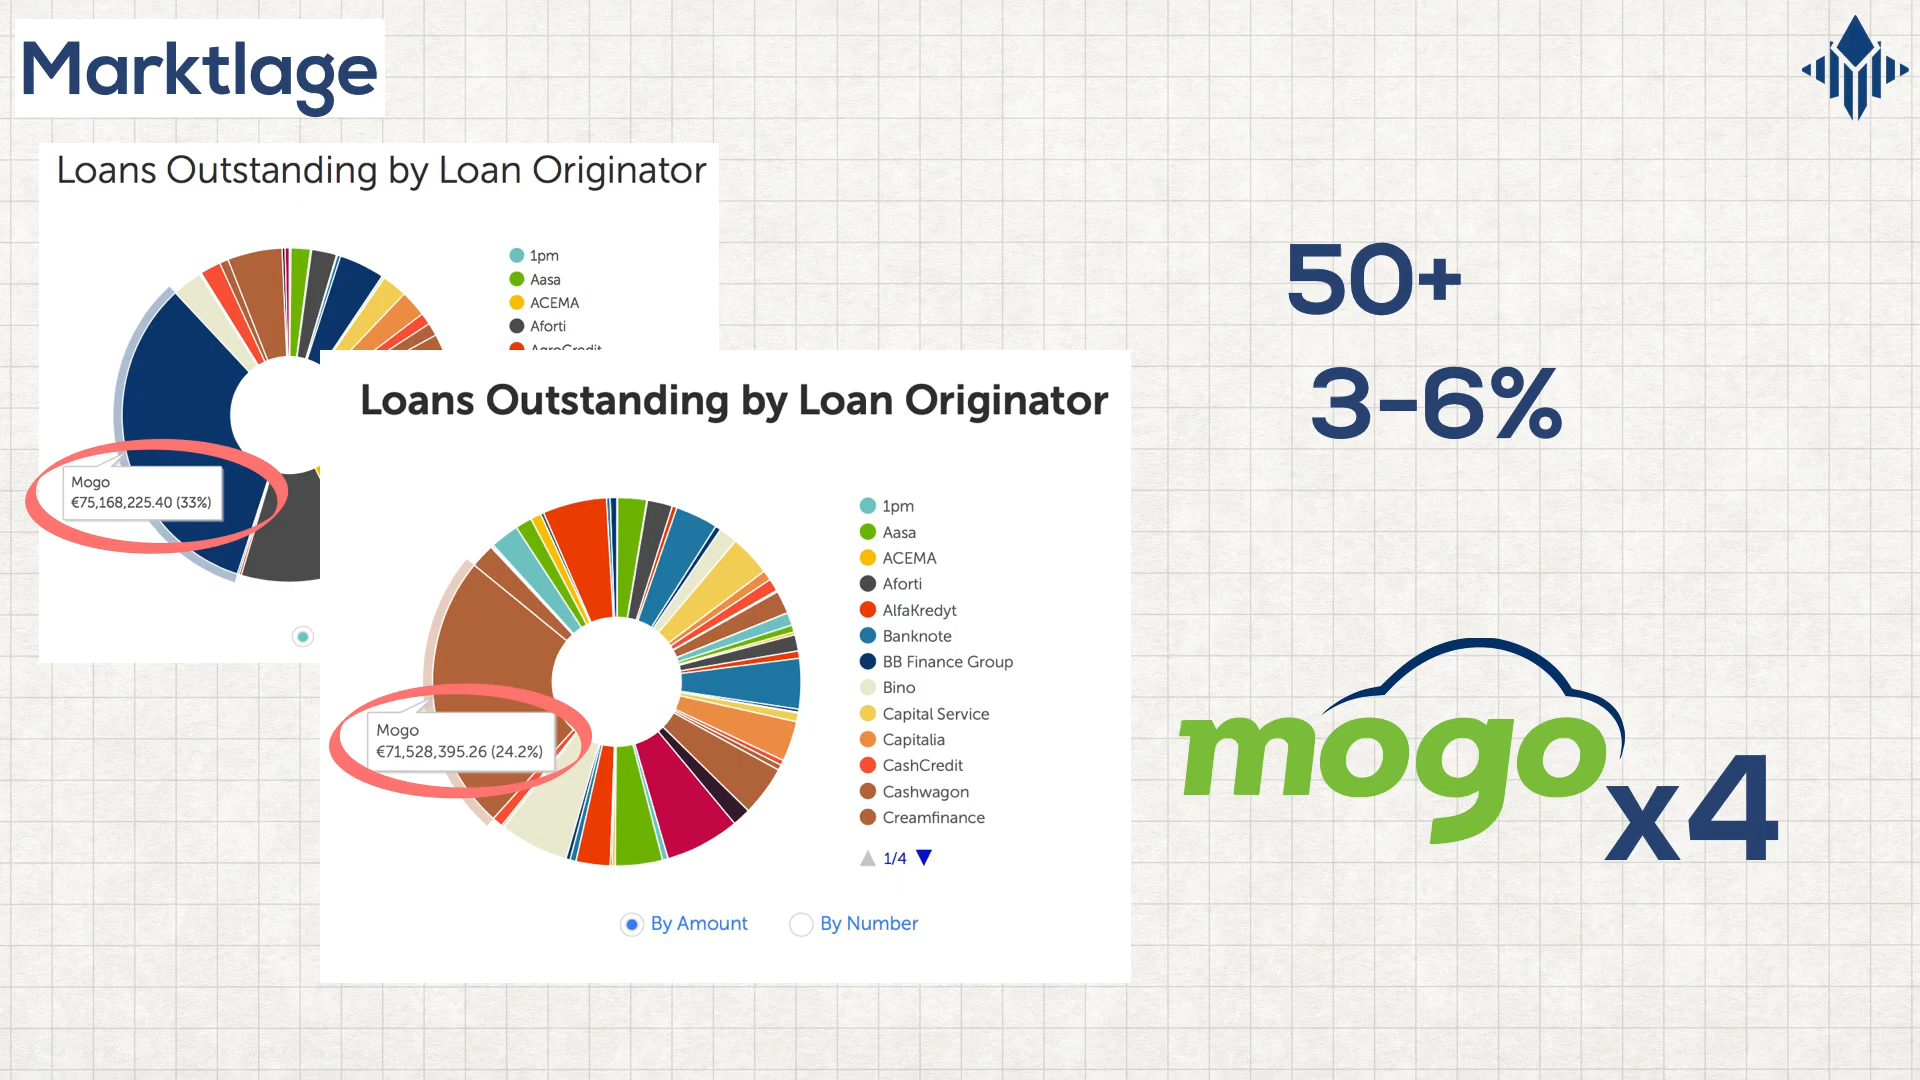 Marktlage
Loans Outstanding by Loan Originator
1pm
Aasa
ACEMA
Aforti
AgroCredit
Mogo
€75,168,225.40 (33%)
Loans Outstanding by Loan Originator
1pm
Aasa
ACEMA
Aforti
AlfaKredyt
Banknote
BB Finance Group
Bino
Capital Service
Capitalia
CashCredit
Cashwagon
Creamfinance
1/4
Mogo
€71,528,395.26 (24.2%)
By Amount
By Number
50+
3-6%
mogo
x4